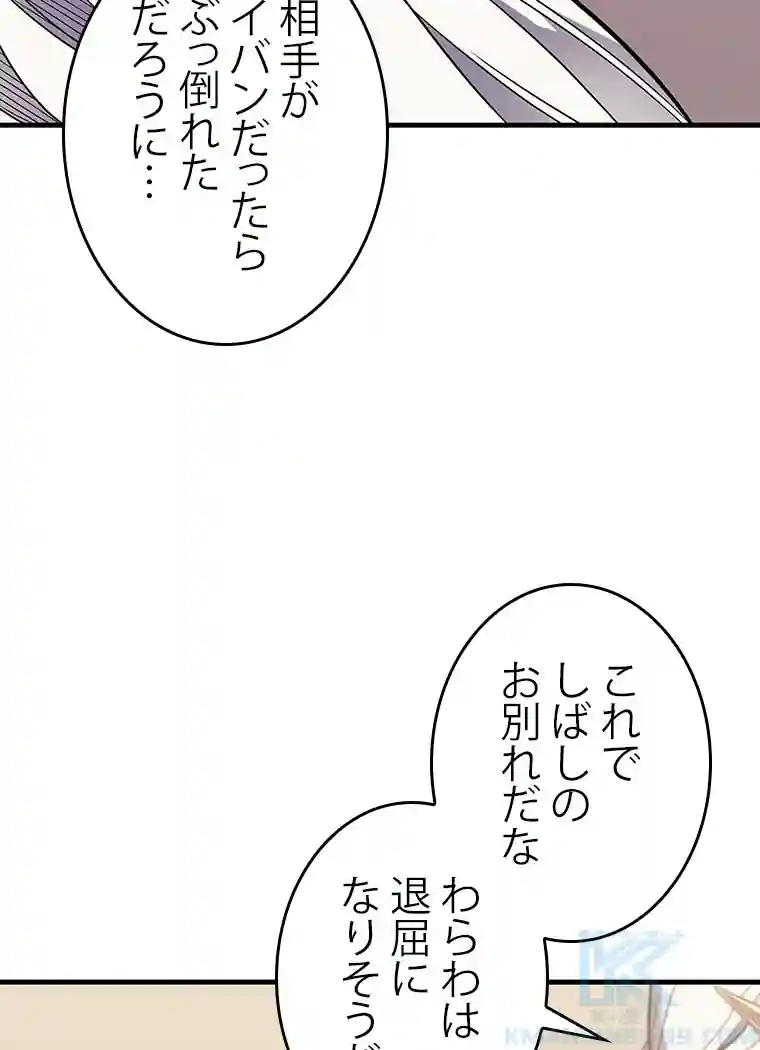 相手が
イバンだったら
ぶっ倒れた
だろうに…
これで
しばしの
お別れだな
わらわは
退屈に
なりそうだ